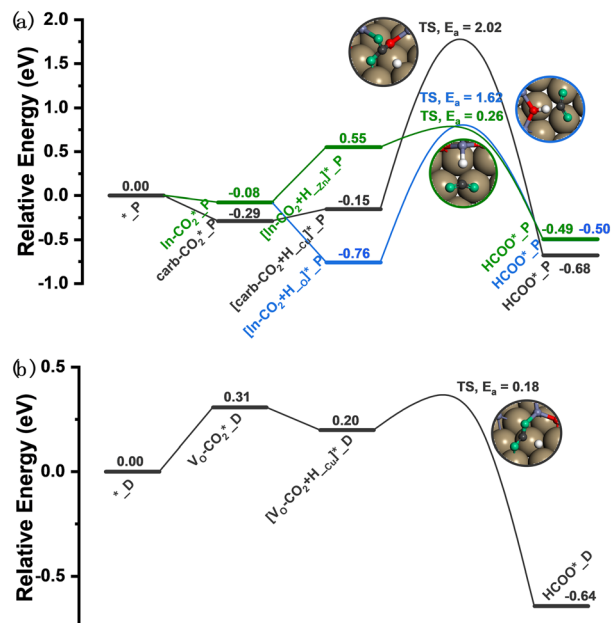 (a)
Relative Energy (eV)
2.0
1.5
1.0
0.5
0.0
-0.5
-1.0
0.00
*_P
-0.08
In-CO₂*_P
-0.29
carb-CO₂*_P
0.55
[In-CO₂+H_Zn]*_P
-0.15
[carb-CO₂+H_Cu]*_P
-0.76
[In-CO₂+H_O]*_P
TS, Eₐ = 2.02
TS, Eₐ = 1.62
TS, Eₐ = 0.26
HCOO*_P
-0.49
-0.50
HCOO*_P
-0.68
HCOO*_P
(b)
Relative Energy (eV)
0.5
0.0
-0.5
0.00
*_D
0.31
V_O-CO₂*_D
0.20
[V_O-CO₂+H_Cu]*_D
TS, Eₐ = 0.18
HCOO*_D
-0.64